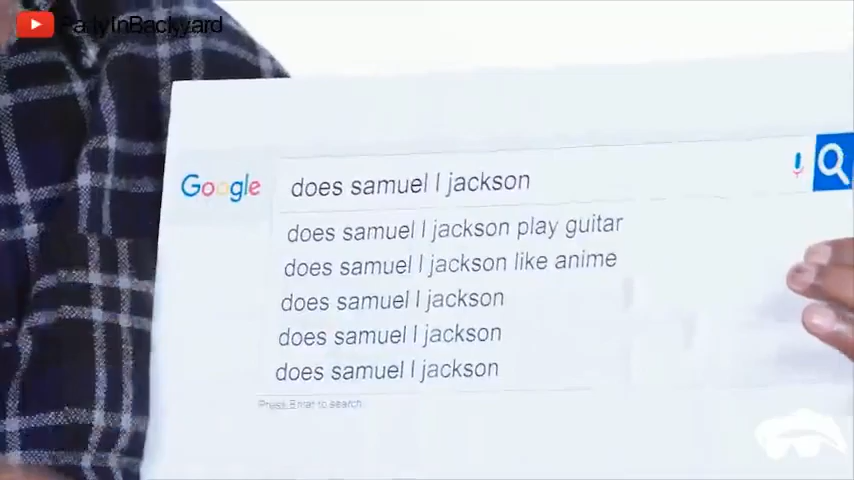 PartyInBackyard
Google
does samuel l jackson
does samuel l jackson play guitar
does samuel l jackson like anime
does samuel l jackson
does samuel l jackson
does samuel l jackson
Press Enter to search.